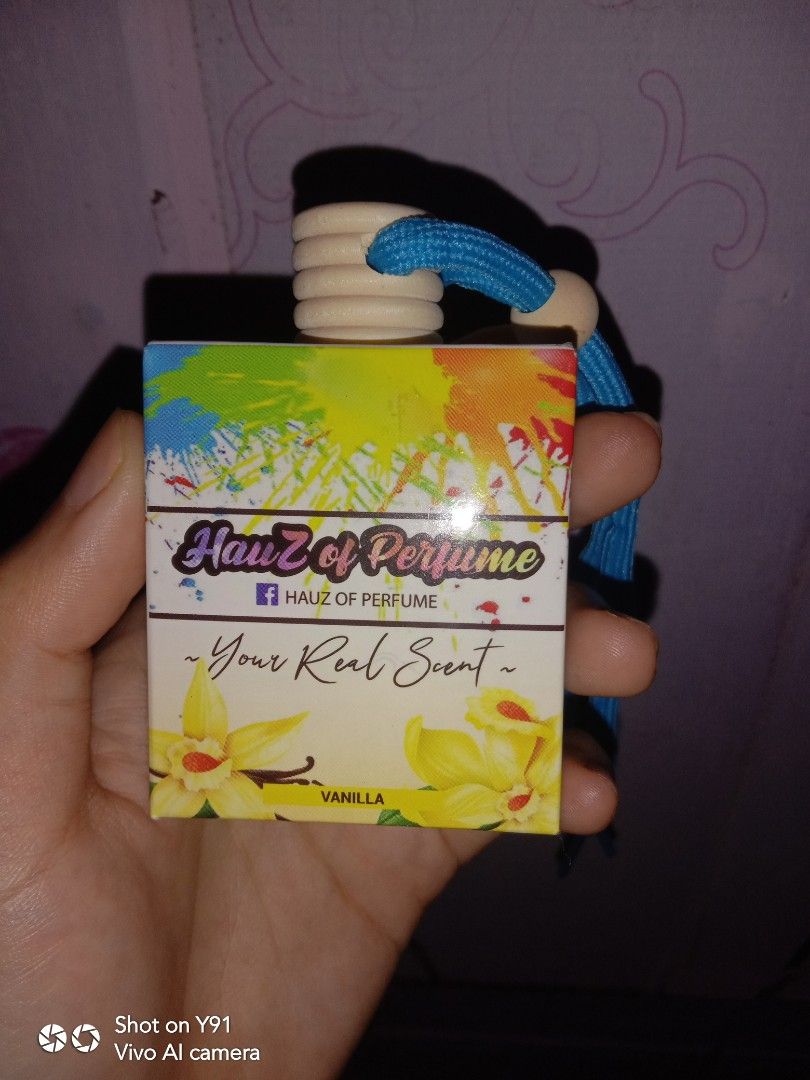 HauZ of Perfume
HAUZ OF PERFUME
~ Your Real Scent ~
VANILLA
Shot on Y91
Vivo AI camera